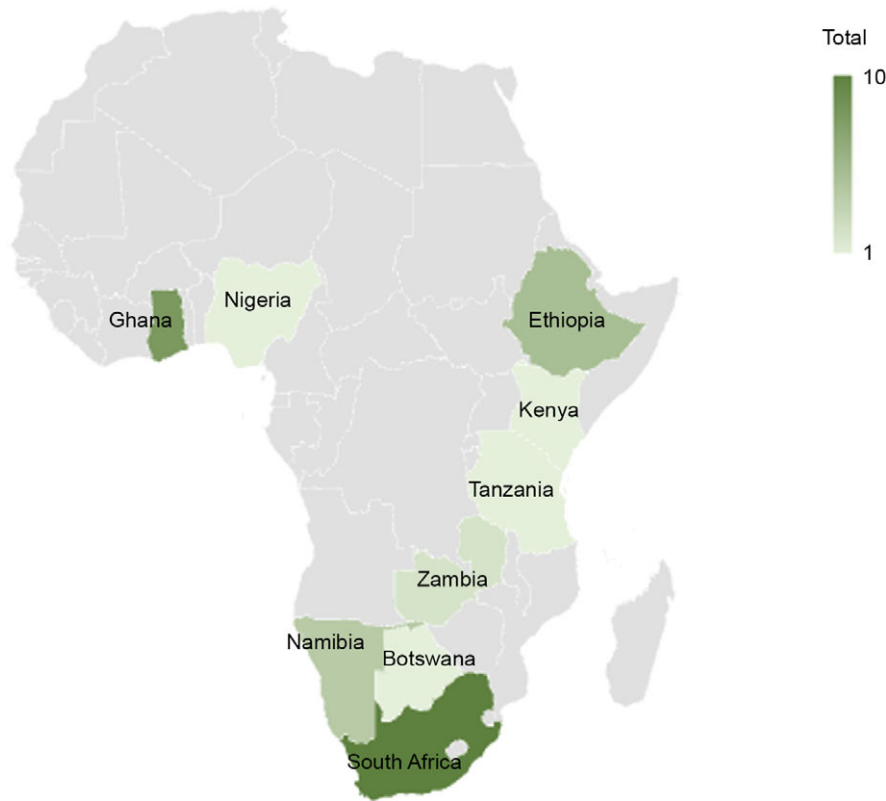 Total
10
1
Nigeria
Ghana
Ethiopia
Kenya
Tanzania
Zambia
Namibia
Botswana
South Africa